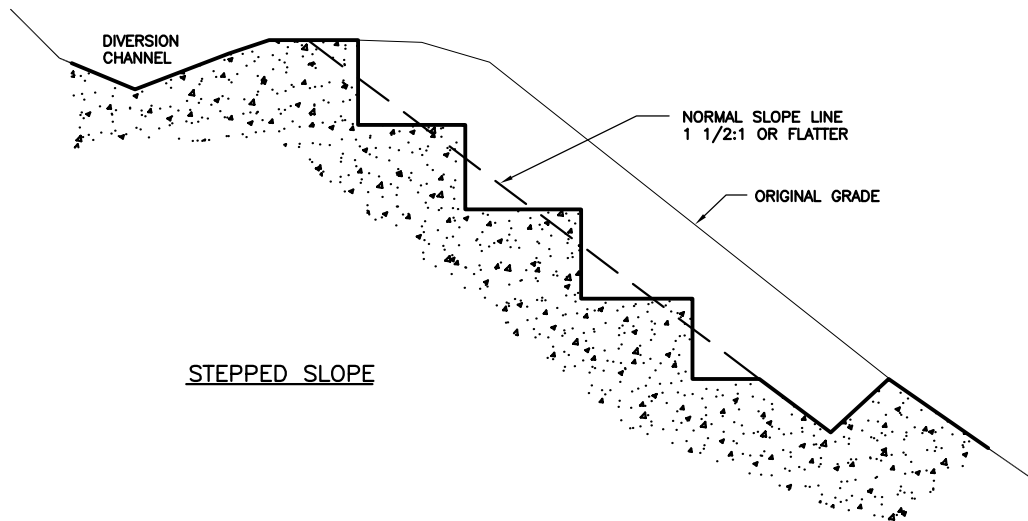 DIVERSION
CHANNEL
NORMAL SLOPE LINE
1 1/2:1 OR FLATTER
ORIGINAL GRADE
STEPPED SLOPE